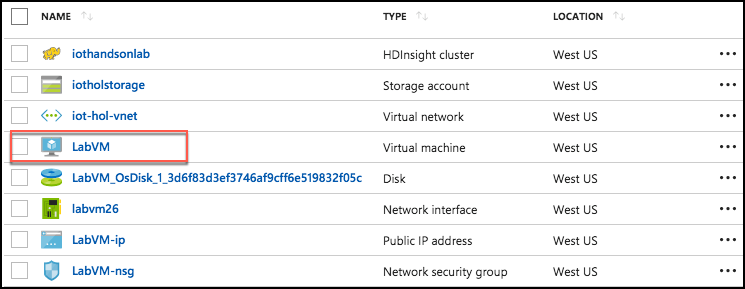 NAME ↑↓ TYPE ↑↓ LOCATION ↑↓
iothandsonlab HDInsight cluster West US •••
iotholstorage Storage account West US •••
iot-hol-vnet Virtual network West US •••
LabVM Virtual machine West US •••
LabVM_OsDisk_1_3d6f83d3ef3746af9cff6e519832f05c Disk West US •••
labvm26 Network interface West US •••
LabVM-ip Public IP address West US •••
LabVM-nsg Network security group West US •••